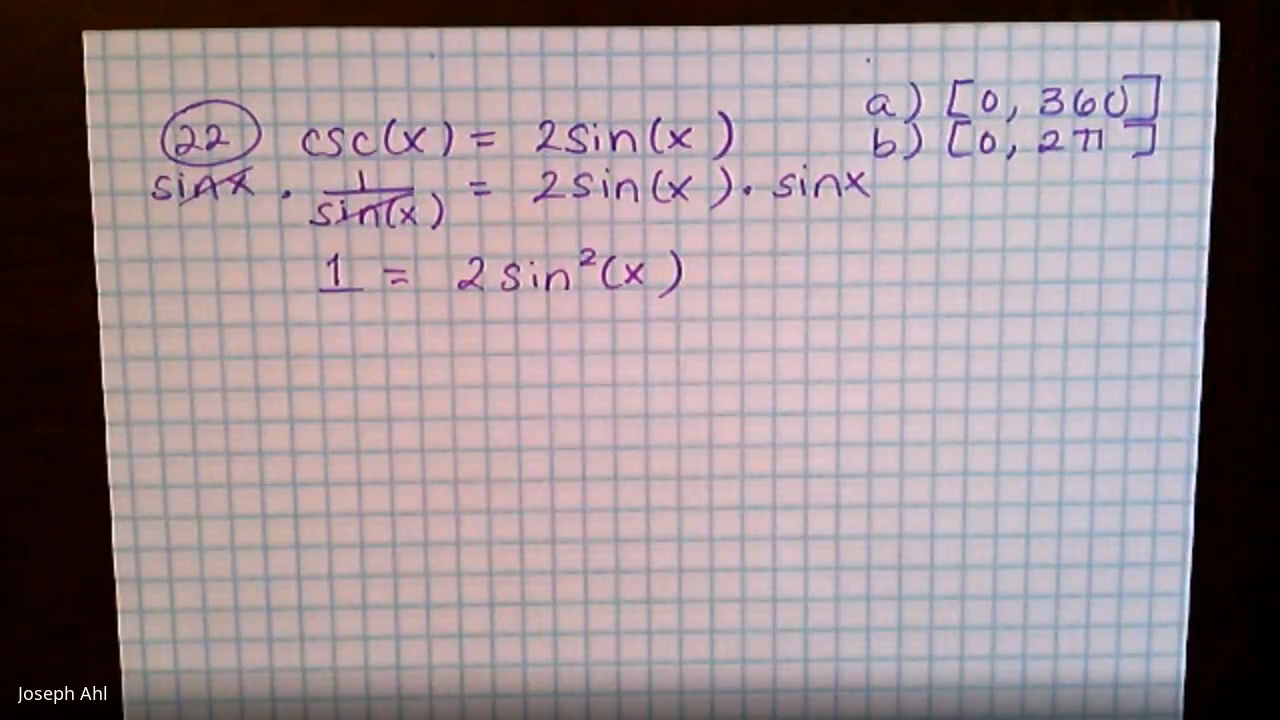 22 csc(x) = 2sin(x) a) [0, 360]
b) [0, 2π]
sinx · 1/sin(x) = 2sin(x) · sinx
1 = 2sin²(x)
Joseph Ahl